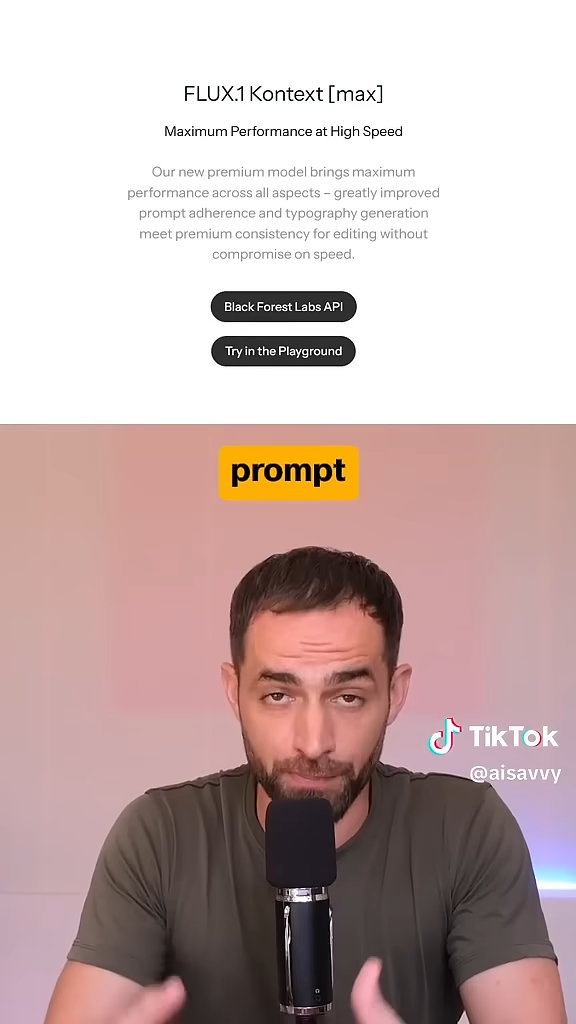 FLUX.1 Kontext [max]
Maximum Performance at High Speed
Our new premium model brings maximum
performance across all aspects – greatly improved
prompt adherence and typography generation
meet premium consistency for editing without
compromise on speed.
Black Forest Labs API
Try in the Playground
prompt
TikTok
@aisavvy